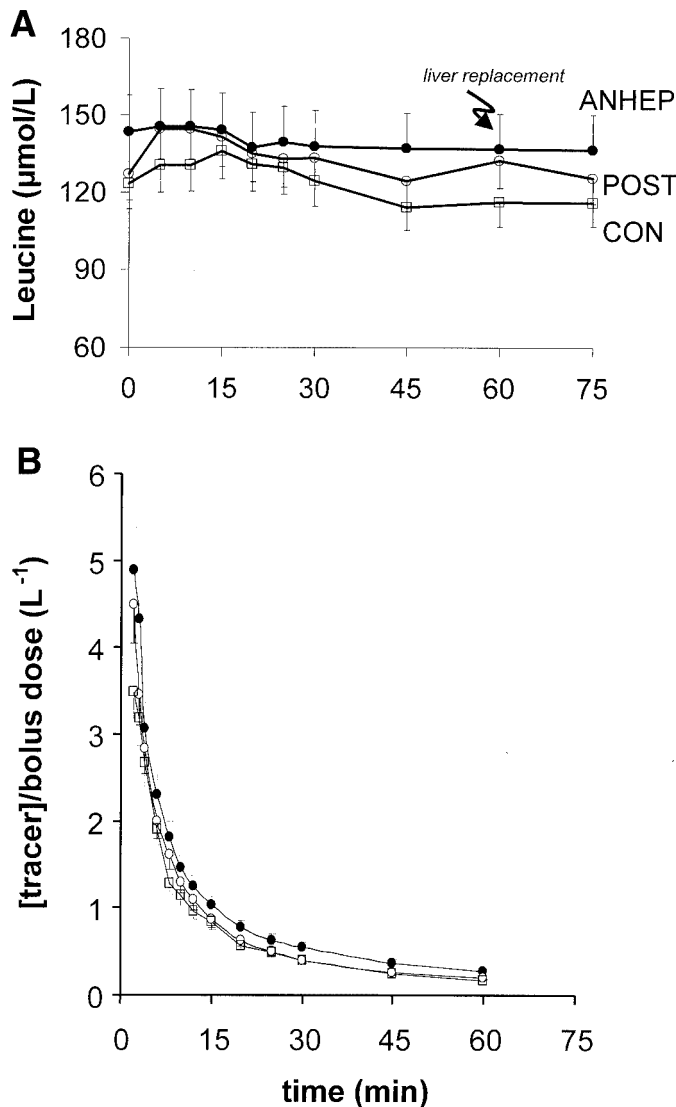 A
Leucine (µmol/L)
180
150
120
90
60
liver replacement
ANHEP
POST
CON
0 15 30 45 60 75
B
[tracer]/bolus dose (L⁻¹)
6
5
4
3
2
1
0
0 15 30 45 60 75
time (min)